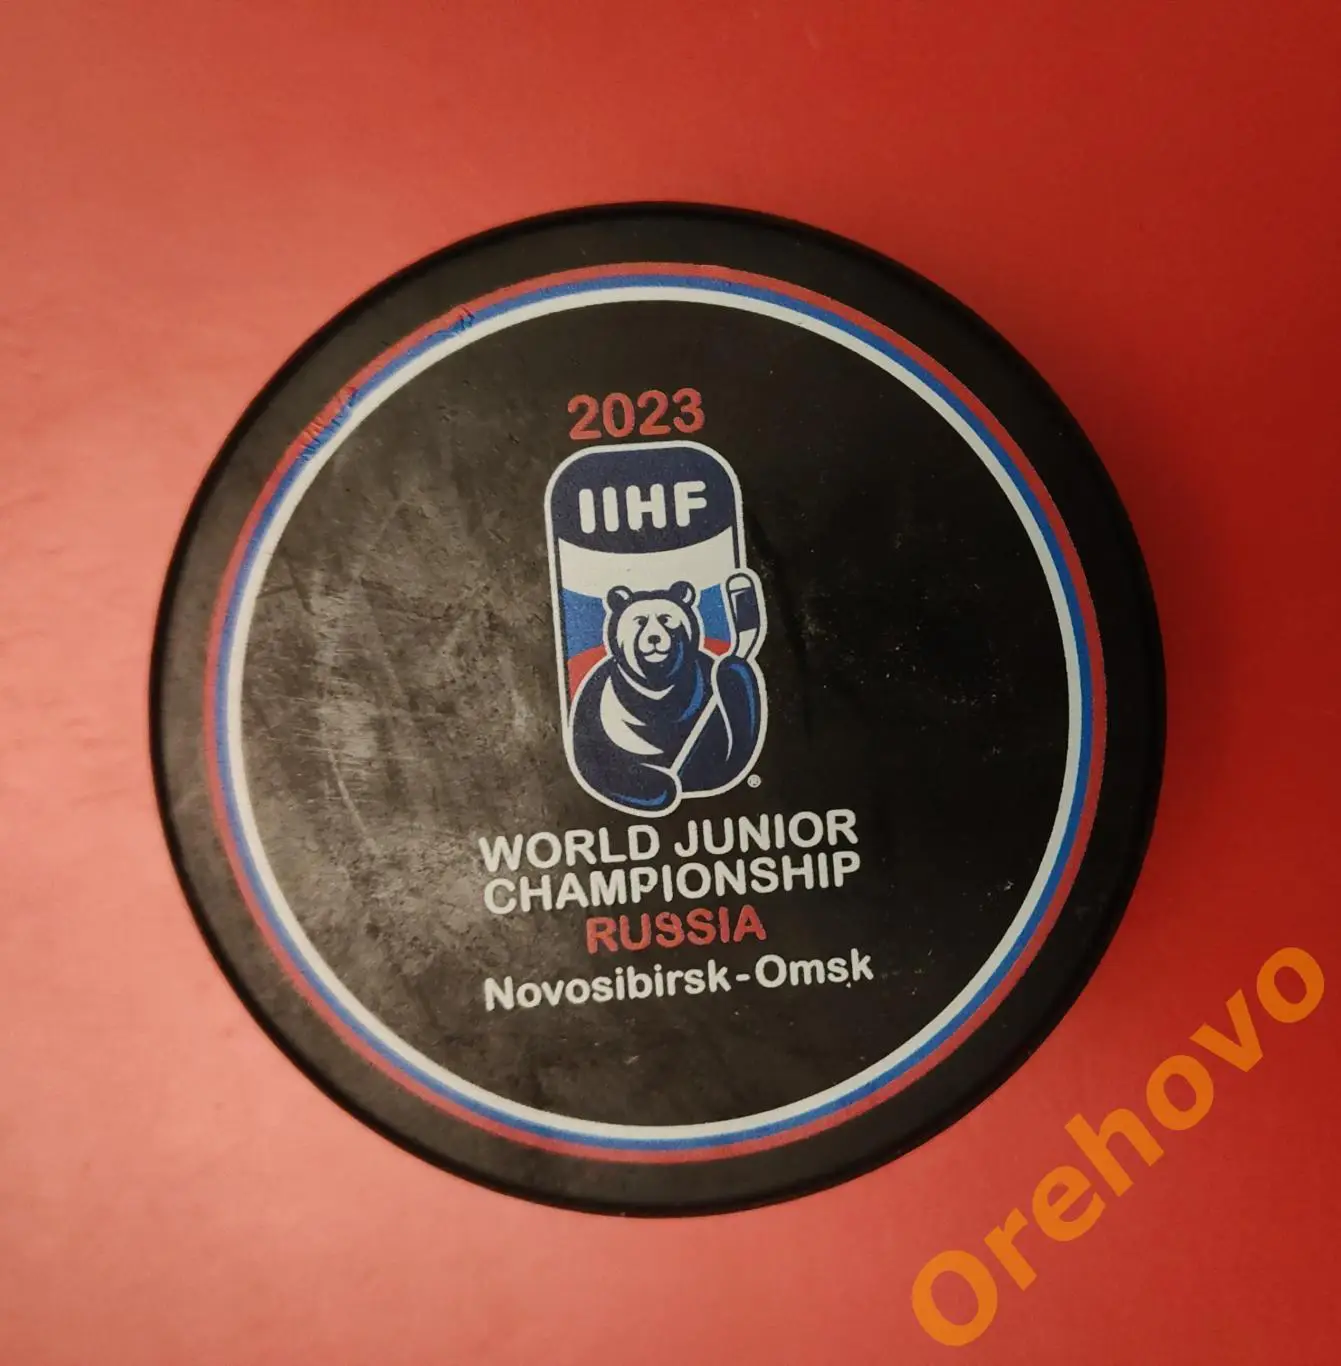 2023
IIHF
®
WORLD JUNIOR
CHAMPIONSHIP
RUSSIA
Novosibirsk-Omsk
Orehovo